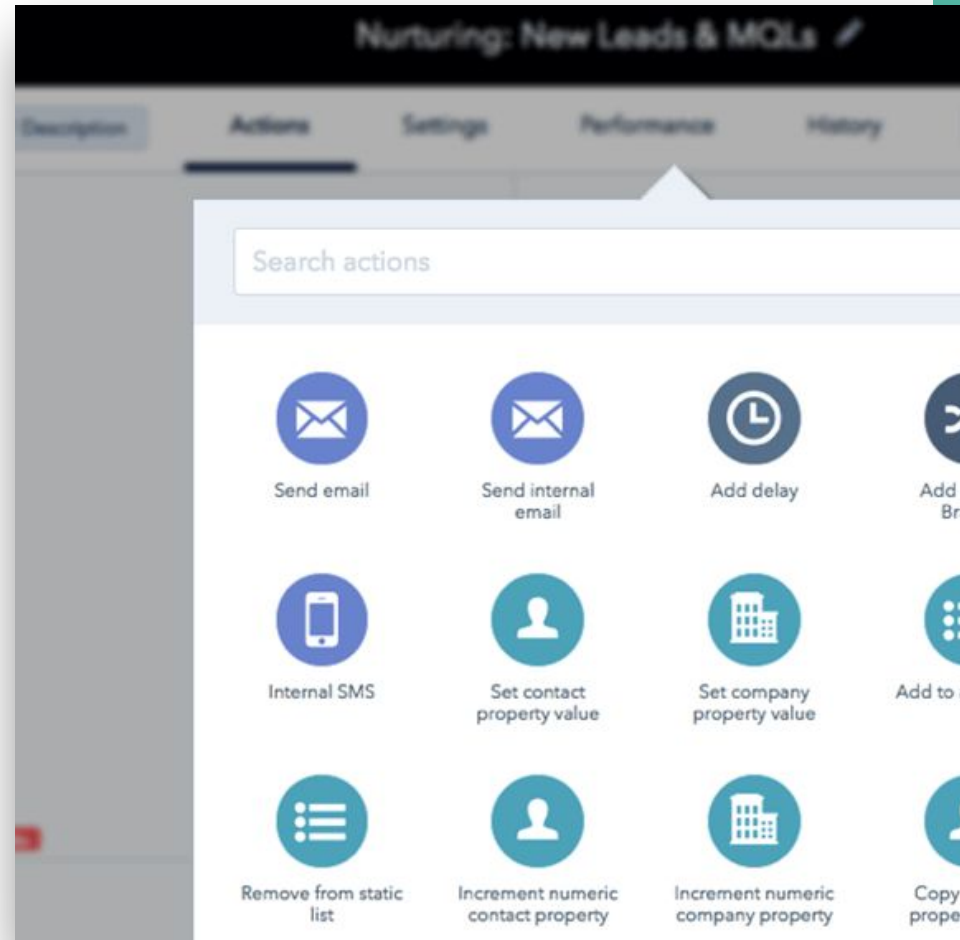 Nurturing: New Leads & MQLs
Description
Actions
Settings
Performance
History
Search actions
Send email
Send internal
email
Add delay
Add
Br
Internal SMS
Set contact
property value
Set company
property value
Add to
Remove from static
list
Increment numeric
contact property
Increment numeric
company property
Copy
prope